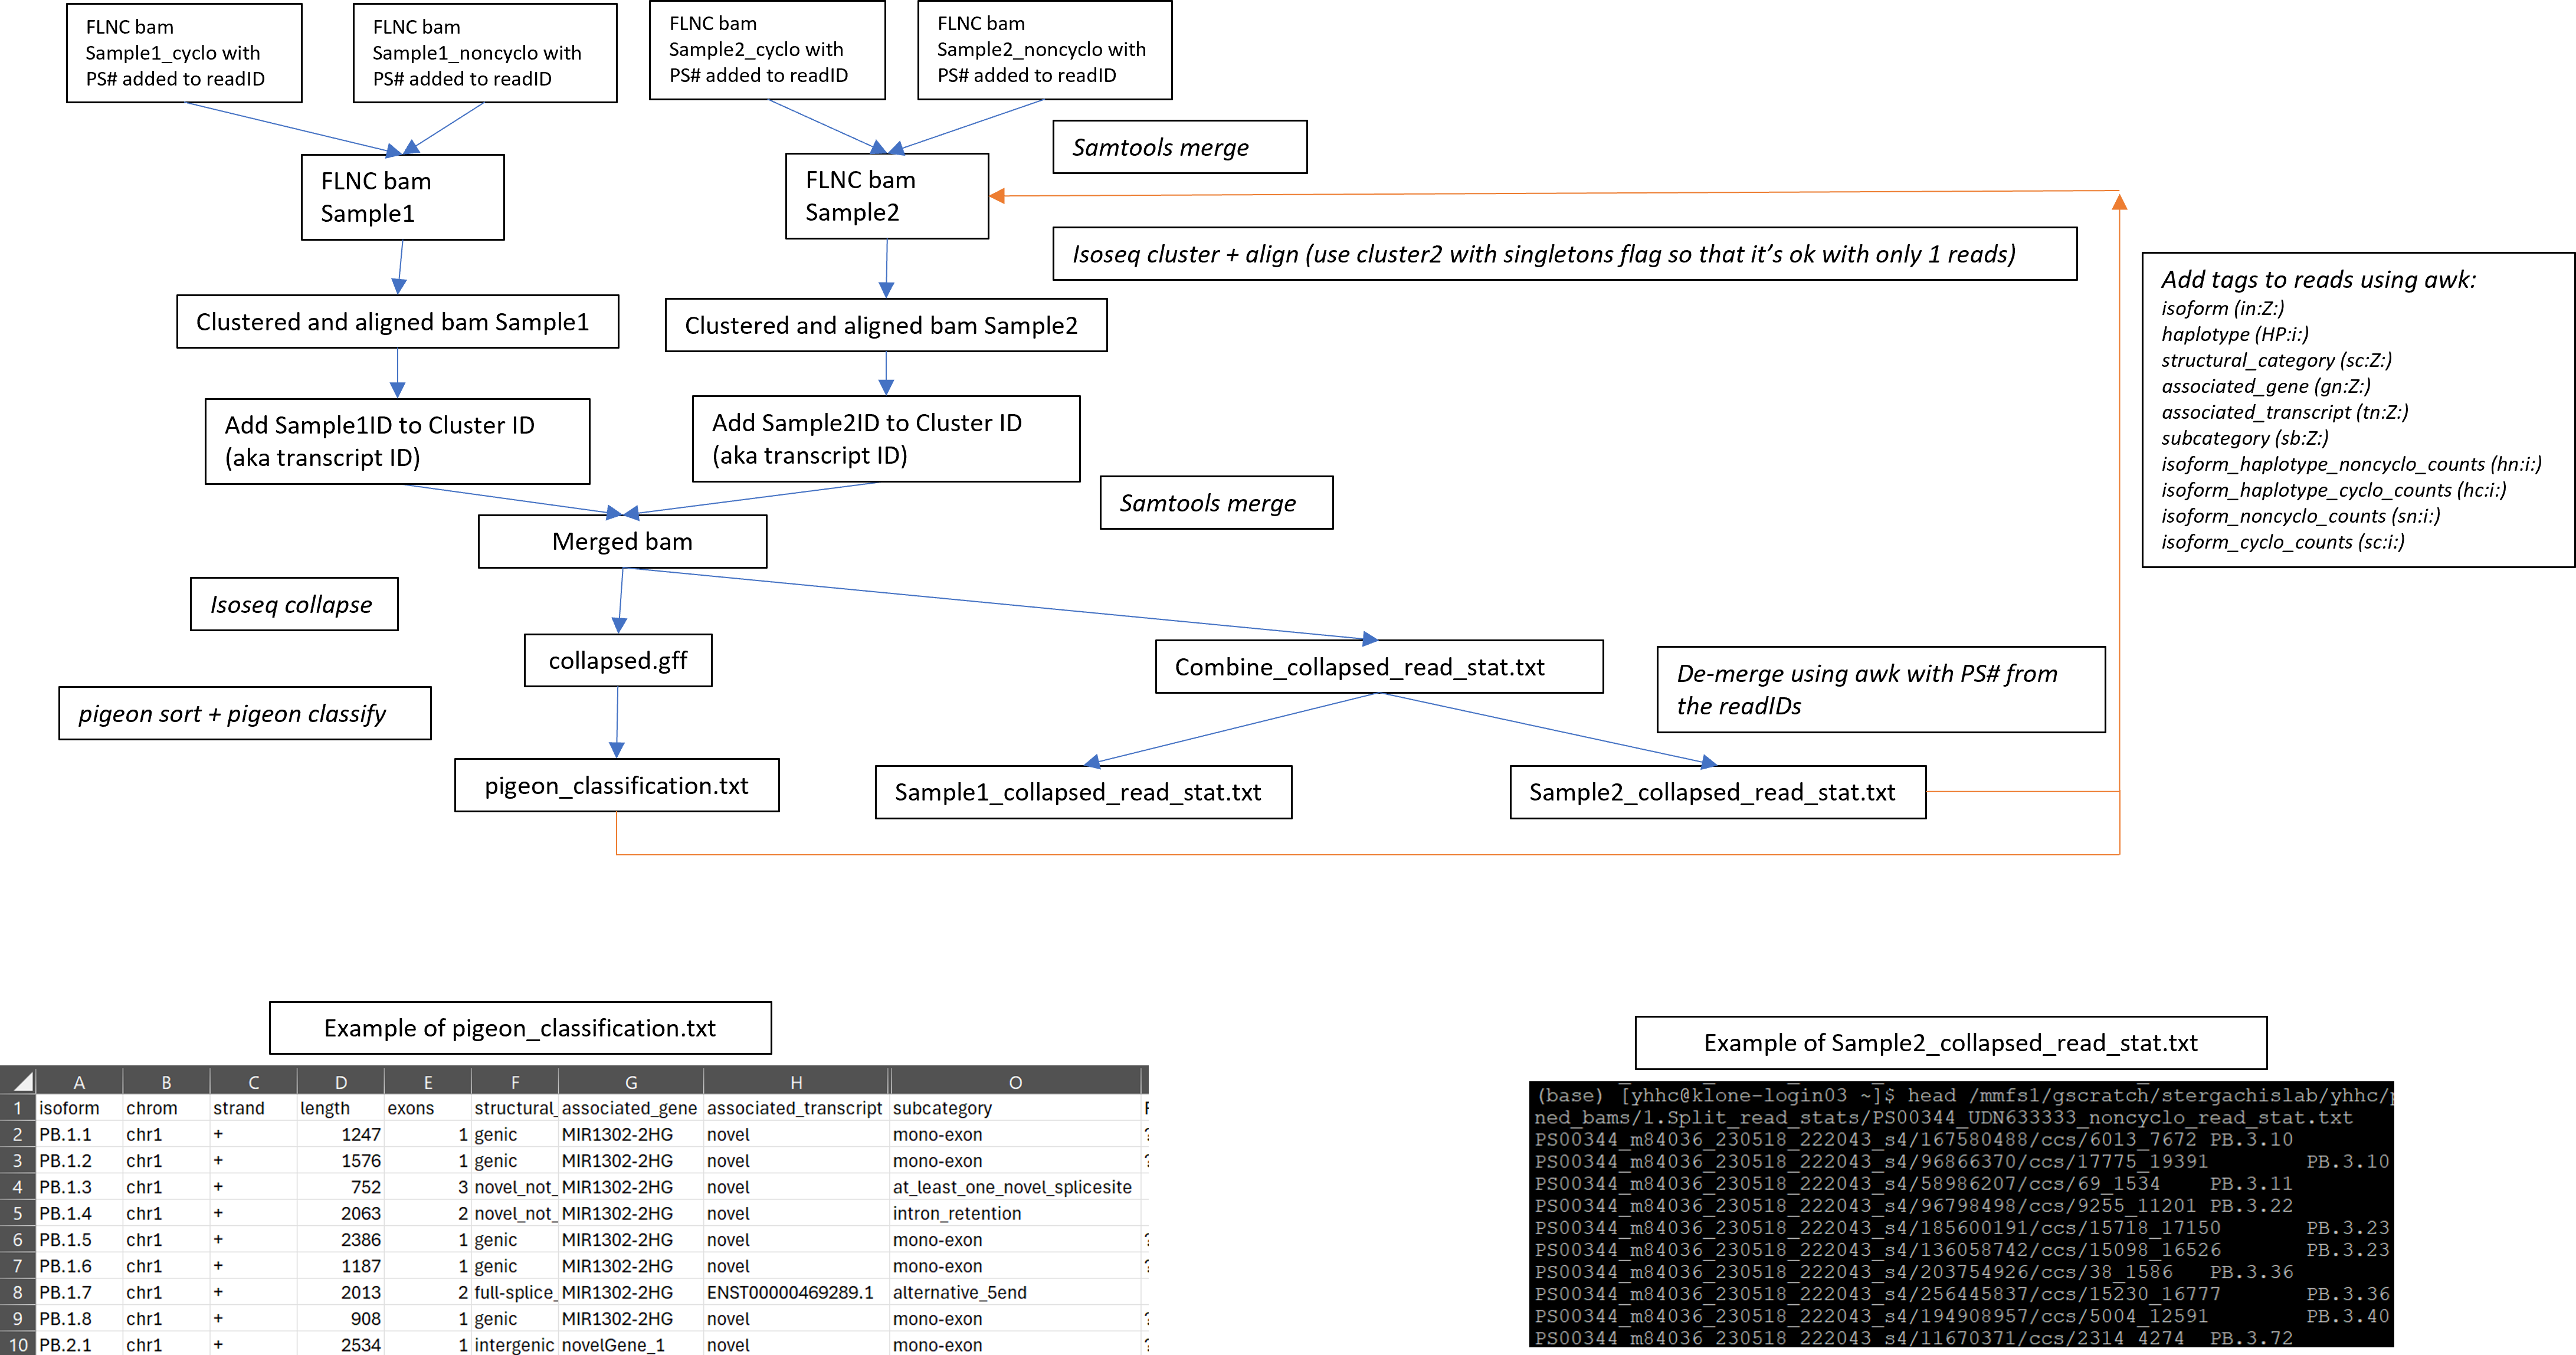 FLNC bam
Sample1_cyclo with
PS# added to readID
FLNC bam
Sample1_noncyclo with
PS# added to readID
FLNC bam
Sample2_cyclo with
PS# added to readID
FLNC bam
Sample2_noncyclo with
PS# added to readID
Samtools merge
FLNC bam
Sample1
FLNC bam
Sample2
Isoseq cluster + align (use cluster2 with singletons flag so that it's ok with only 1 reads)
Clustered and aligned bam Sample1
Clustered and aligned bam Sample2
Add tags to reads using awk:
isoform (in:Z:)
haplotype (HP:i:)
structural_category (sc:Z:)
associated_gene (gn:Z:)
associated_transcript (tn:Z:)
subcategory (sb:Z:)
isoform_haplotype_noncyclo_counts (hn:i:)
isoform_haplotype_cyclo_counts (hc:i:)
isoform_noncyclo_counts (sn:i:)
isoform_cyclo_counts (sc:i:)
Add Sample1ID to Cluster ID
(aka transcript ID)
Add Sample2ID to Cluster ID
(aka transcript ID)
Samtools merge
Merged bam
Isoseq collapse
collapsed.gff
Combine_collapsed_read_stat.txt
De-merge using awk with PS# from
the readIDs
pigeon sort + pigeon classify
pigeon_classification.txt
Sample1_collapsed_read_stat.txt
Sample2_collapsed_read_stat.txt
Example of pigeon_classification.txt
A B C D E F G H O
1 isoform chrom strand length exons structural_ associated_gene associated_transcript subcategory
2 PB.1.1 chr1 + 1247 1 genic MIR1302-2HG novel mono-exon
3 PB.1.2 chr1 + 1576 1 genic MIR1302-2HG novel mono-exon
4 PB.1.3 chr1 + 752 3 novel_not_ MIR1302-2HG novel at_least_one_novel_splicesite
5 PB.1.4 chr1 + 2063 2 novel_not_ MIR1302-2HG novel intron_retention
6 PB.1.5 chr1 + 2386 1 genic MIR1302-2HG novel mono-exon
7 PB.1.6 chr1 + 1187 1 genic MIR1302-2HG novel mono-exon
8 PB.1.7 chr1 + 2013 2 full-splice_ MIR1302-2HG ENST00000469289.1 alternative_5end
9 PB.1.8 chr1 + 908 1 genic MIR1302-2HG novel mono-exon
10 PB.2.1 chr1 + 2534 1 intergenic novelGene_1 novel mono-exon
Example of Sample2_collapsed_read_stat.txt
(base) [yhhc@klone-login03 ~]$ head /mmfs1/gscratch/stergachislab/yhhc/
ned_bams/1.Split_read_stats/PS00344_UDN633333_noncyclo_read_stat.txt
PS00344_m84036_230518_222043_s4/167580488/ccs/6013_7672 PB.3.10
PS00344_m84036_230518_222043_s4/96866370/ccs/17775_19391 PB.3.10
PS00344_m84036_230518_222043_s4/58986207/ccs/69_1534 PB.3.11
PS00344_m84036_230518_222043_s4/96798498/ccs/9255_11201 PB.3.22
PS00344_m84036_230518_222043_s4/185600191/ccs/15718_17150 PB.3.23
PS00344_m84036_230518_222043_s4/136058742/ccs/15098_16526 PB.3.23
PS00344_m84036_230518_222043_s4/203754926/ccs/38_1586 PB.3.36
PS00344_m84036_230518_222043_s4/256445837/ccs/15230_16777 PB.3.36
PS00344_m84036_230518_222043_s4/194908957/ccs/5004_12591 PB.3.40
PS00344_m84036_230518_222043_s4/11670371/ccs/2314_4274 PB.3.72